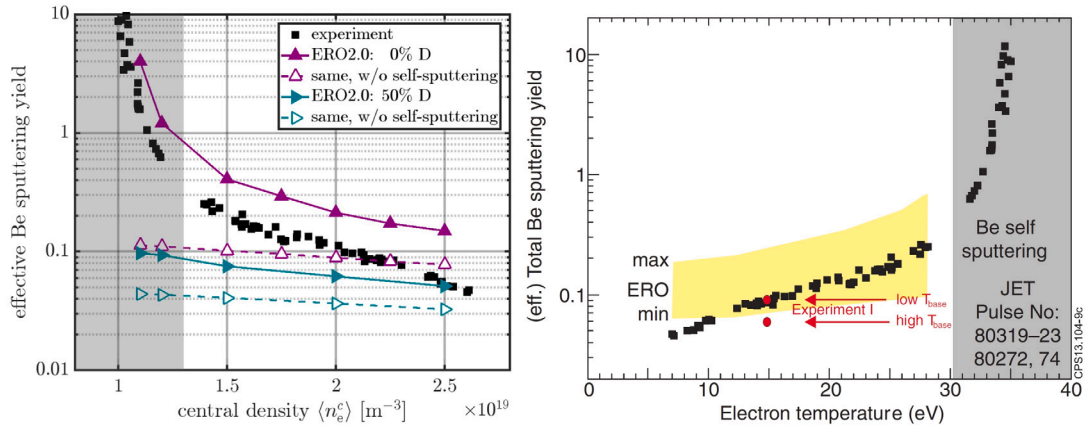 effective Be sputtering yield
10
1
0.1
0.01
experiment
ERO2.0: 0% D
same, w/o self-sputtering
ERO2.0: 50% D
same, w/o self-sputtering
1
1.5
2
2.5
central density ⟨nₑᶜ⟩ [m⁻³]
×10¹⁹
(eff.) Total Be sputtering yield
10
1
0.1
max
ERO
min
Experiment I
low T_base
high T_base
Be self
sputtering
JET
Pulse No:
80319–23
80272, 74
CPS13.104-9c
0
10
20
30
40
Electron temperature (eV)